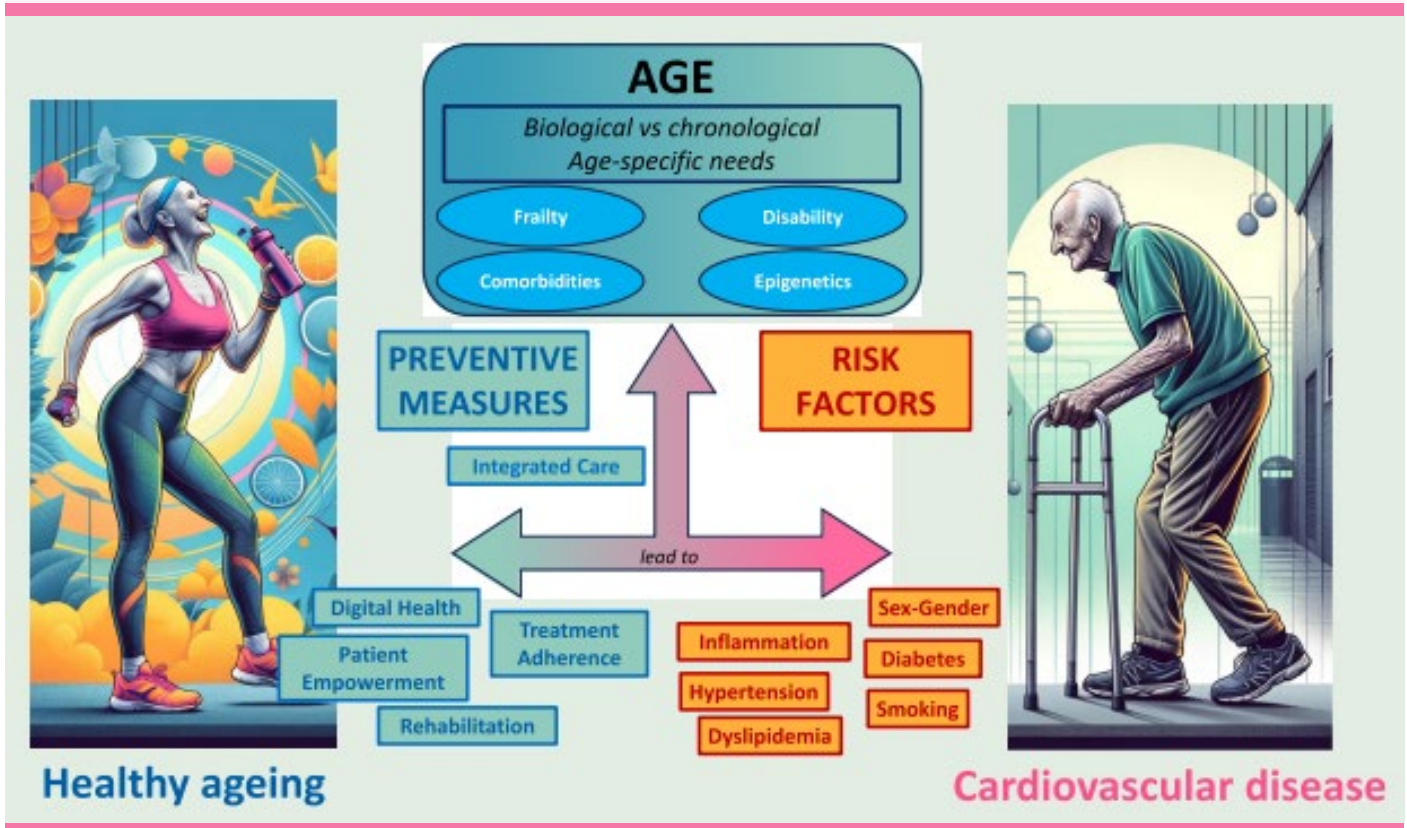 AGE
Biological vs chronological
Age-specific needs
Frailty
Disability
Comorbidities
Epigenetics
PREVENTIVE
MEASURES
RISK
FACTORS
Integrated Care
lead to
Digital Health
Treatment
Adherence
Patient
Empowerment
Rehabilitation
Sex-Gender
Inflammation
Diabetes
Hypertension
Smoking
Dyslipidemia
Healthy ageing
Cardiovascular disease